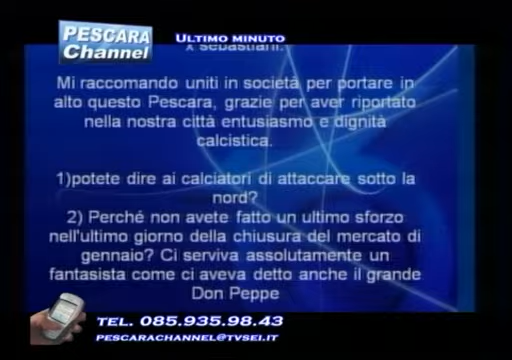 PESCARA
Channel
ULTIMO MINUTO
x sebastiani.
Mi raccomando uniti in società per portare in
alto questo Pescara, grazie per aver riportato
nella nostra città entusiasmo e dignità
calcistica.
1)potete dire ai calciatori di attaccare sotto la
nord?
2) Perché non avete fatto un ultimo sforzo
nell'ultimo giorno della chiusura del mercato di
gennaio? Ci serviva assolutamente un
fantasista come ci aveva detto anche il grande
Don Peppe
TEL. 085.935.98.43
PESCARACHANNEL@TVSEI.IT